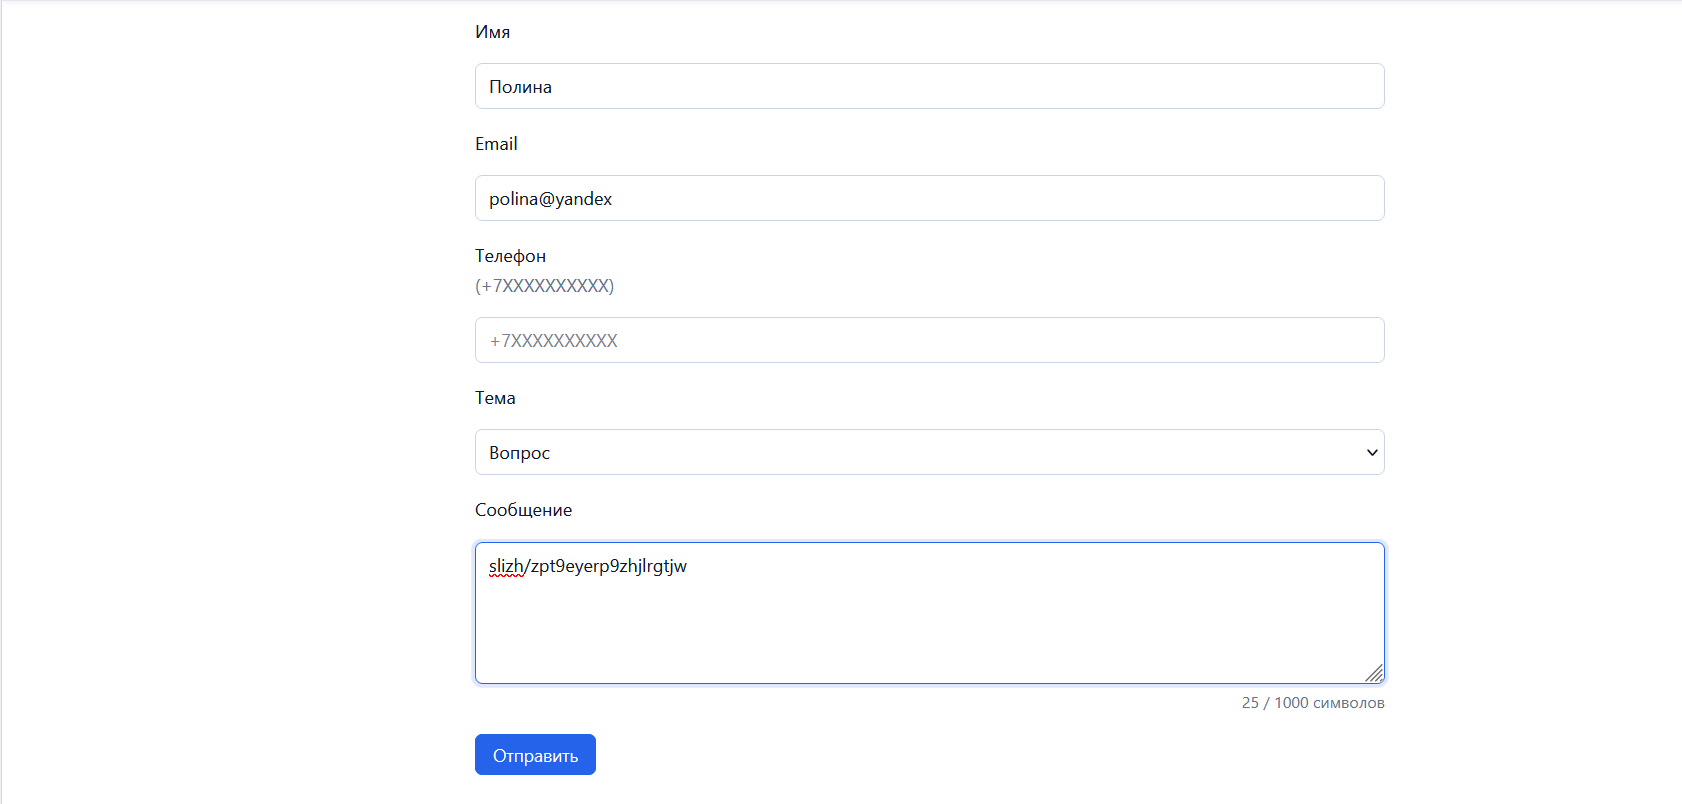 Имя
Полина
Email
polina@yandex
Телефон
(+7XXXXXXXXXX)
+7XXXXXXXXXX
Тема
Вопрос
Сообщение
slizh/zpt9eyerp9zhjlrgtjw
25 / 1000 символов
Отправить